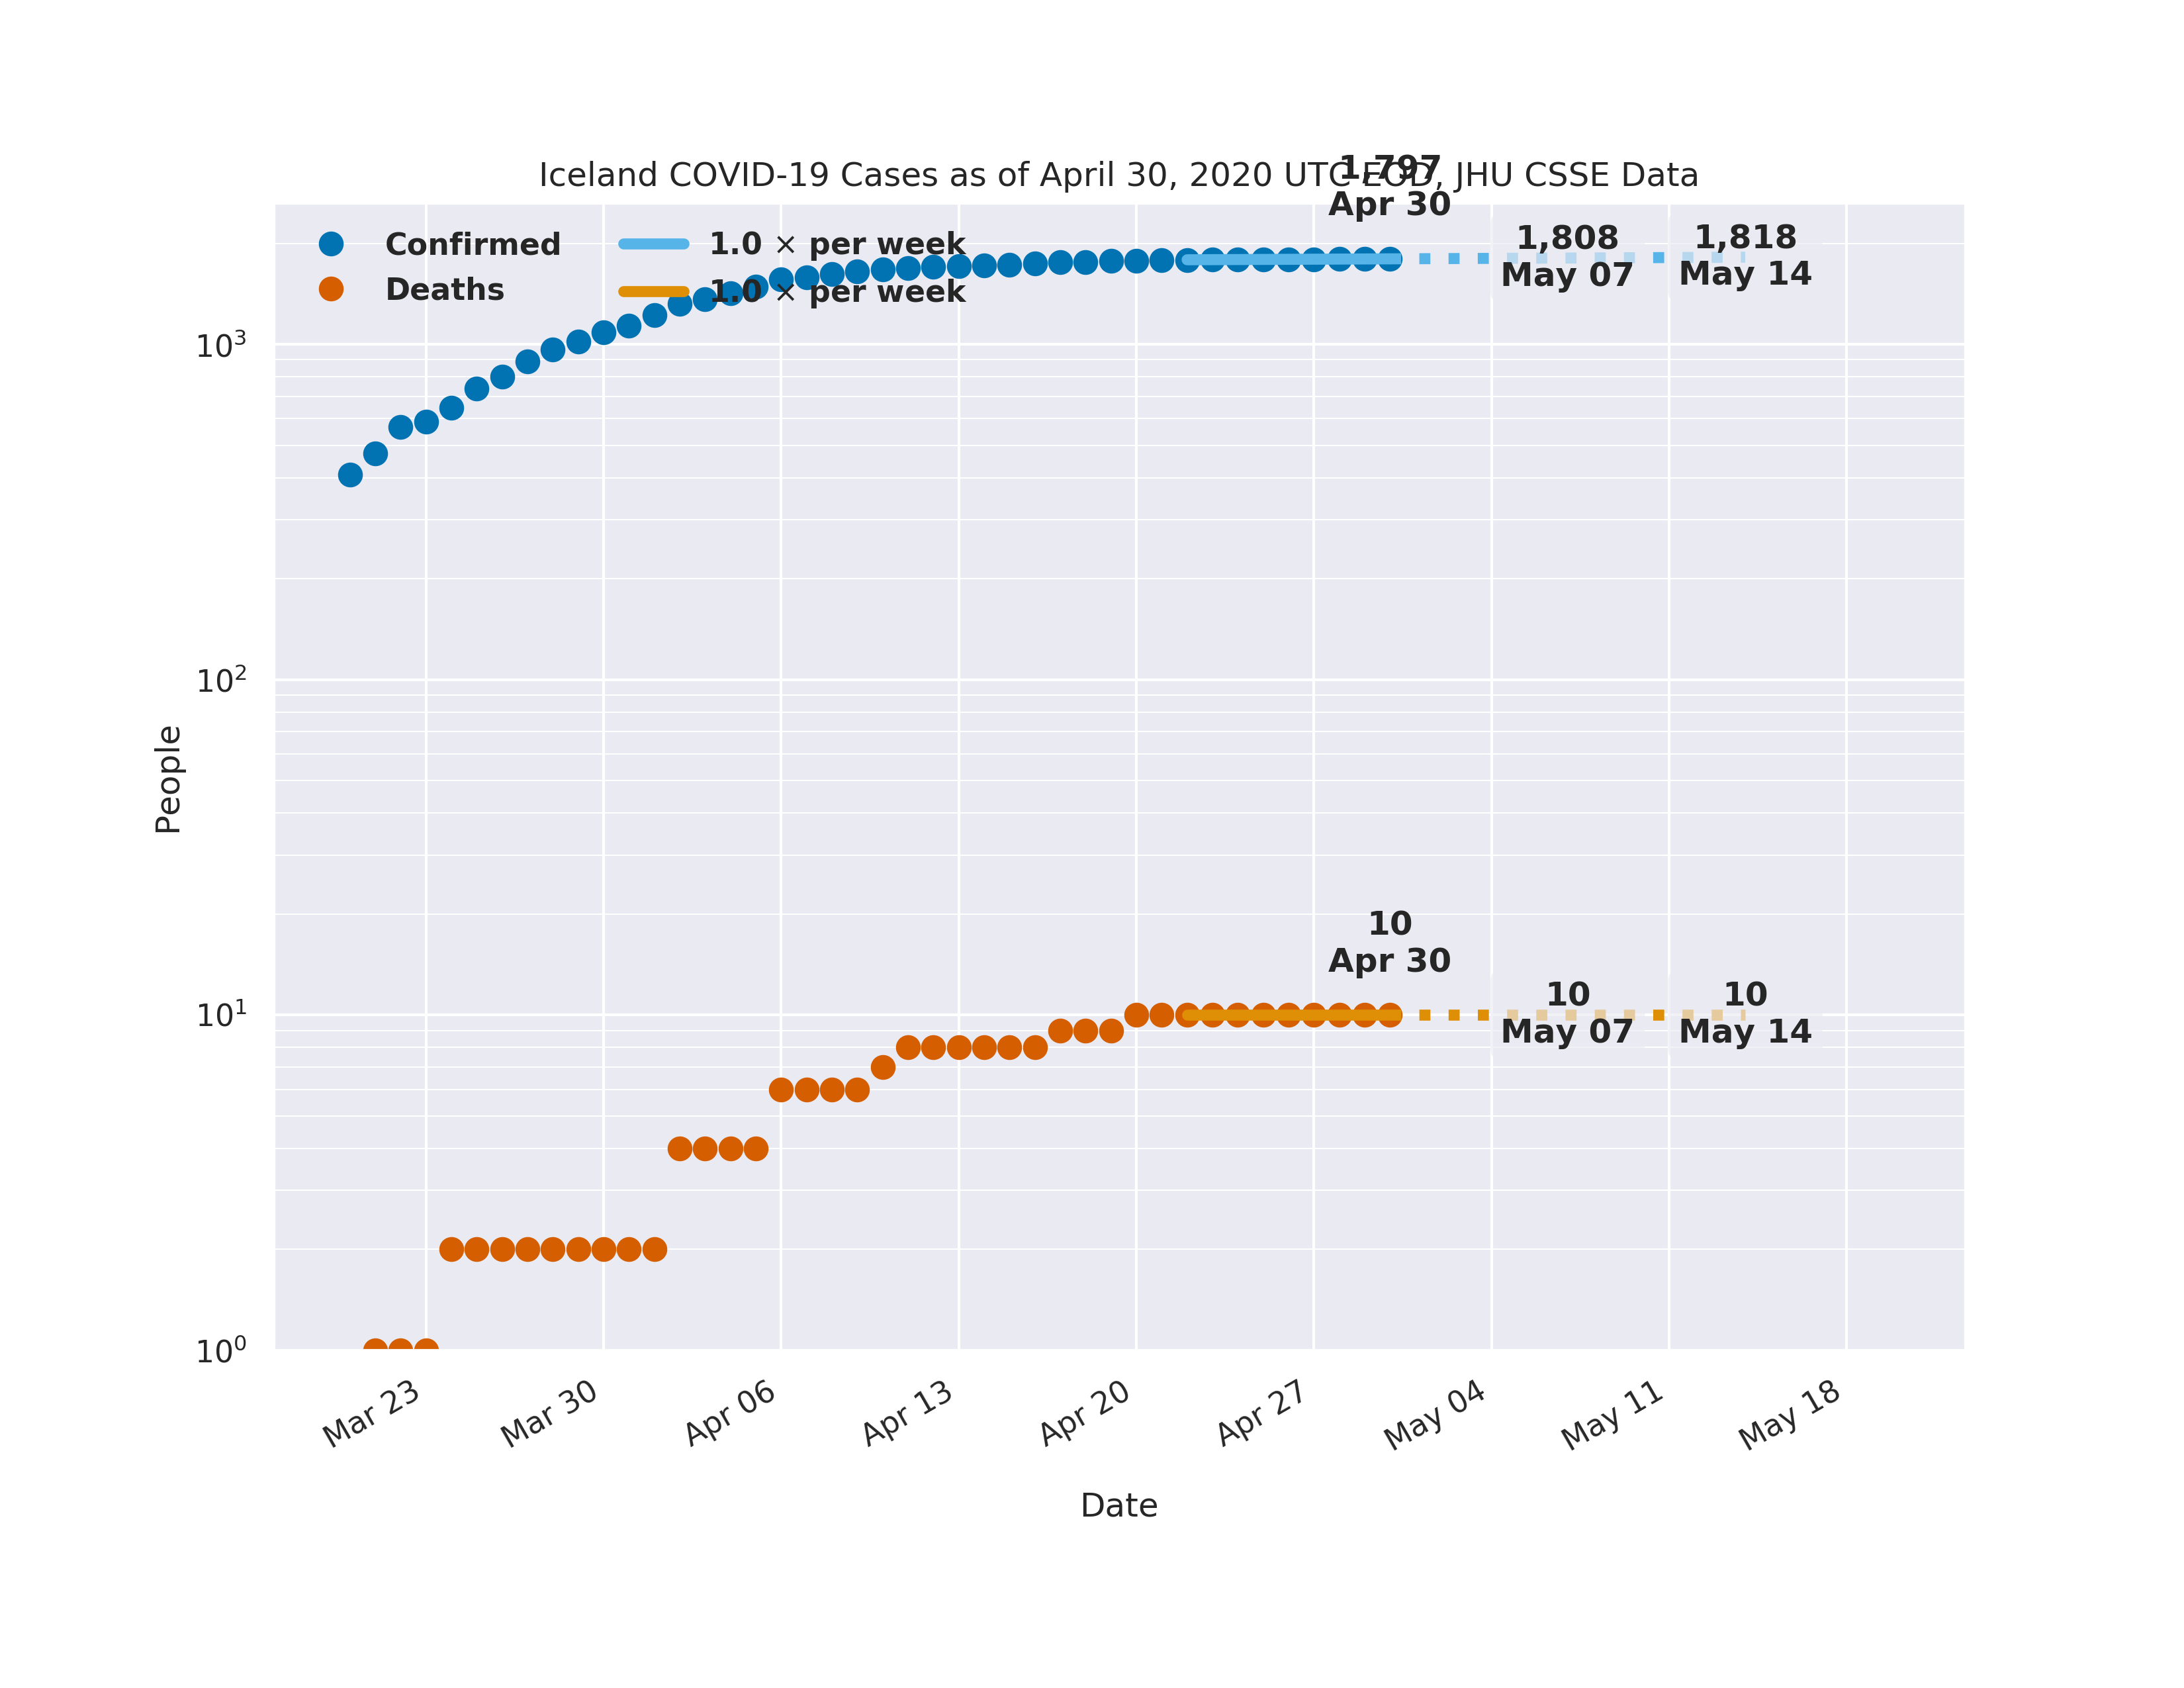 Iceland COVID-19 Cases as of April 30, 2020 UTC EOD, JHU CSSE Data
1,797
Apr 30
Confirmed
Deaths
1.0 × per week
1.0 × per week
1,808
May 07
1,818
May 14
10³
10²
10¹
10⁰
People
10
Apr 30
10
May 07
10
May 14
Mar 23
Mar 30
Apr 06
Apr 13
Apr 20
Apr 27
May 04
May 11
May 18
Date